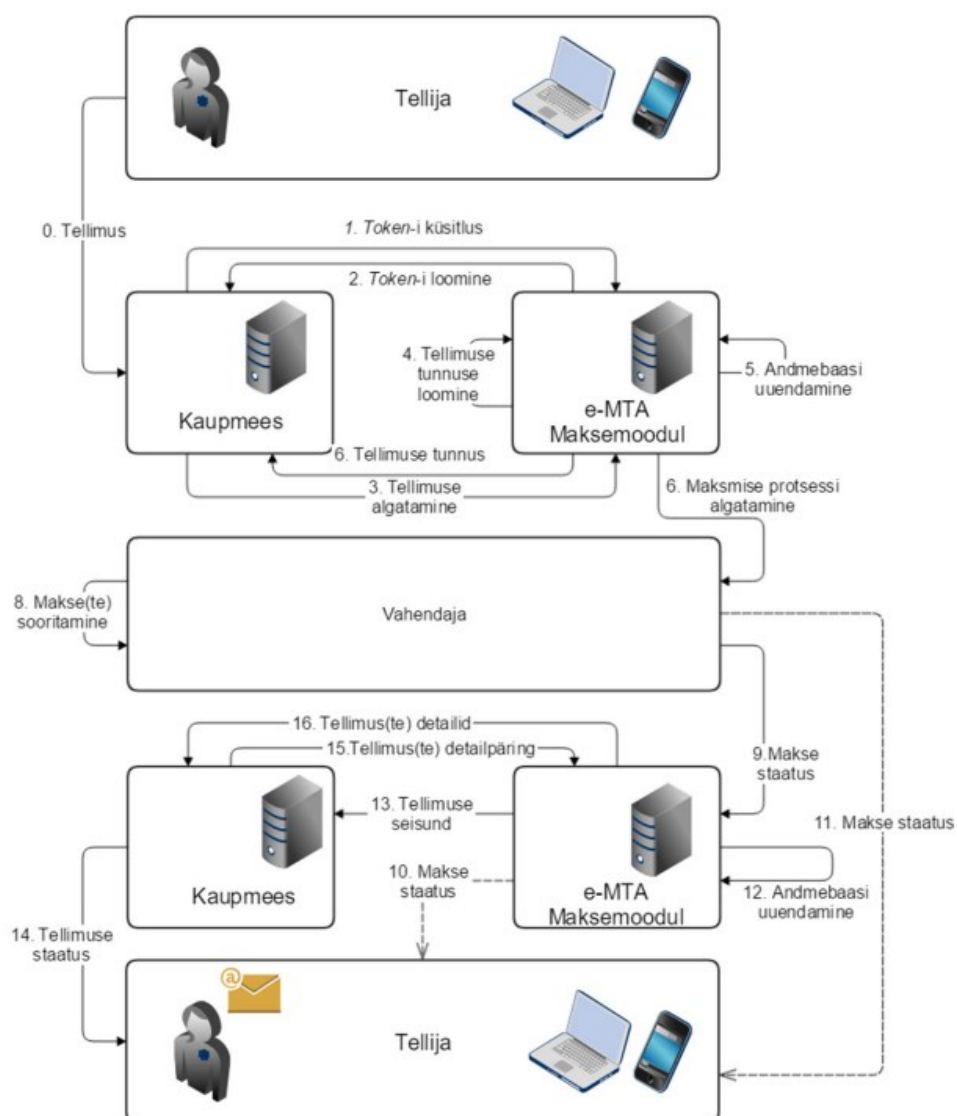 Tellija
0. Tellimus
1. Token-i küsitlus
2. Token-i loomine
4. Tellimuse
tunnuse
loomine
5. Andmebaasi
uuendamine
Kaupmees
e-MTA
Maksemoodul
6. Tellimuse tunnus
3. Tellimuse
algatamine
6. Maksmise protsessi
algatamine
8. Makse(te)
sooritamine
Vahendaja
16. Tellimus(te) detailid
15.Tellimus(te) detailpäring
9.Makse
staatus
13. Tellimuse
seisund
11. Makse staatus
10. Makse
staatus
Kaupmees
e-MTA
Maksemoodul
12. Andmebaasi
uuendamine
14. Tellimuse
staatus
@
Tellija